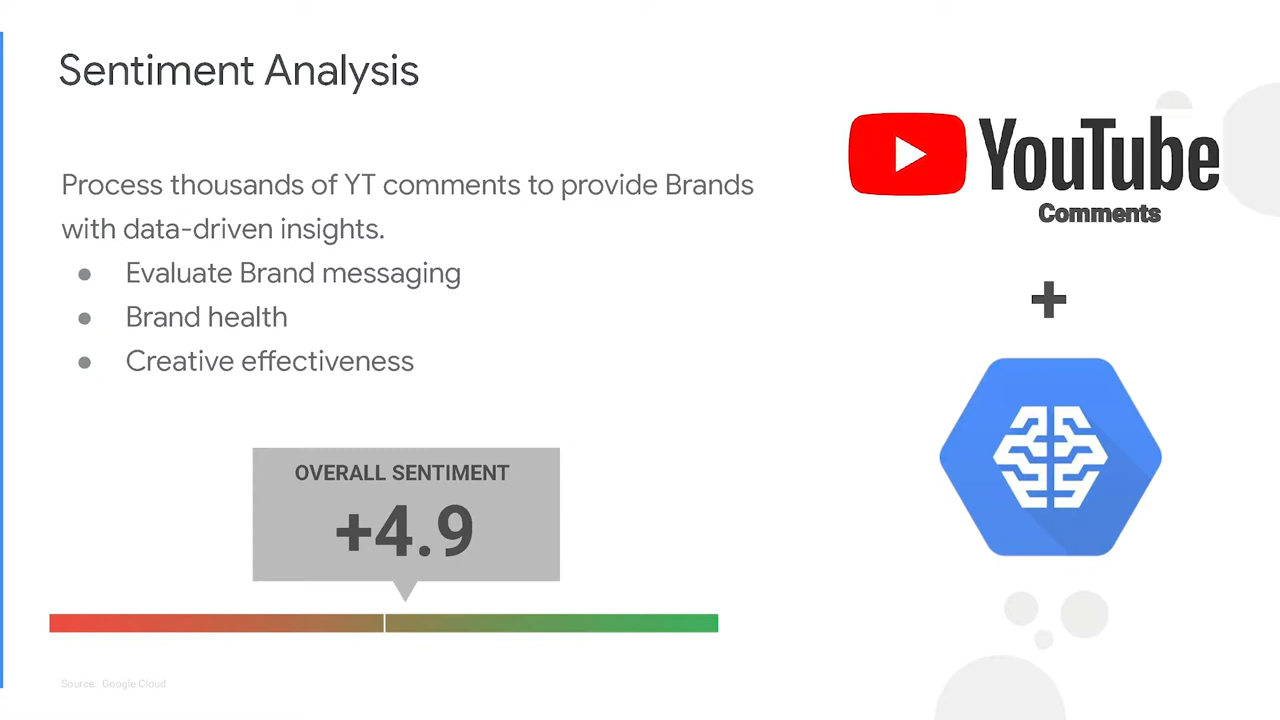 Sentiment Analysis
Process thousands of YT comments to provide Brands
with data-driven insights.
● Evaluate Brand messaging
● Brand health
● Creative effectiveness
YouTube
Comments
+
OVERALL SENTIMENT
+4.9
Source: Google Cloud